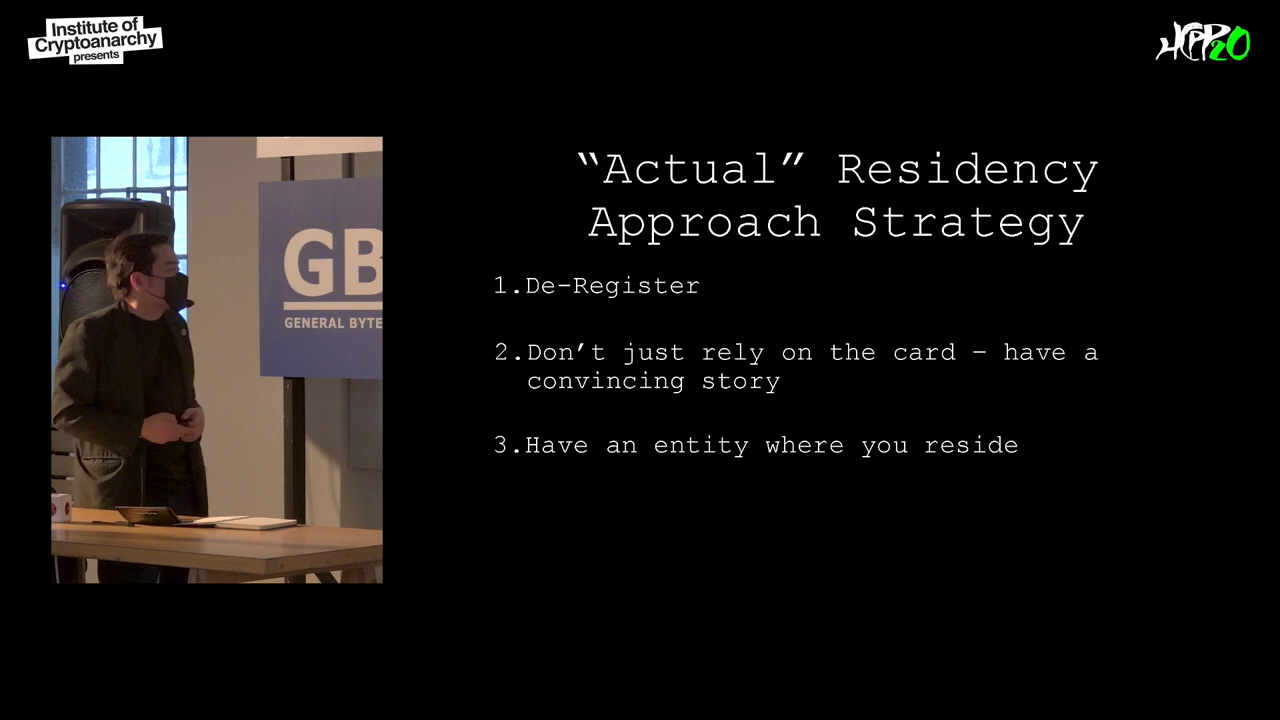 Institute of
Cryptoanarchy
presents
HCPP20
“Actual” Residency
Approach Strategy
1.De-Register
2.Don’t just rely on the card – have a
convincing story
3.Have an entity where you reside
GB
GENERAL BYTE